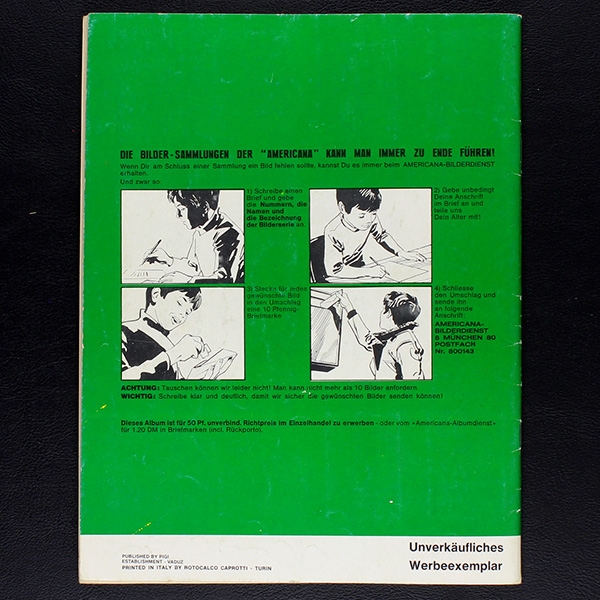 DIE BILDER-SAMMLUNGEN DER "AMERICANA" KANN MAN IMMER ZU ENDE FÜHREN!
Wenn Dir am Schluss einer Sammlung ein Bild fehlen sollte, kannst Du es immer beim AMERICANA-BILDERDIENST
erhalten.
Und zwar so:
1) Schreibe einen
Brief und gebe
die Nummern, die
Namen und
die Bezeichnung
der Bilderserie an.
2) Gebe unbedingt
Deine Anschrift
im Brief an und
teile uns
Dein Alter mit!
3) Stecke für jeden
gewünschte Bild
in den Umschlag
eine 10 Pfennig-
Briefmarke
4) Schliesse
den Umschlag und
sende ihn
an folgende
Anschrift:
AMERICANA-
BILDERDIENST
8 MÜNCHEN 80
POSTFACH
Nr. 800143
ACHTUNG: Tauschen können wir leider nicht! Man kann nicht mehr als 10 Bilder anfordern.
WICHTIG: Schreibe klar und deutlich, damit wir sicher die gewünschten Bilder senden können!
Dieses Album ist für 50 Pf. unverbind. Richtpreis im Einzelhandel zu erwerben - oder vom «Americana-Albumdienst»
für 1.20 DM in Briefmarken (incl. Rückporto).
PUBLISHED BY PIGI
ESTABLISHMENT - VADUZ
PRINTED IN ITALY BY ROTOCALCO CAPROTTI - TURIN
Unverkäufliches
Werbeexemplar